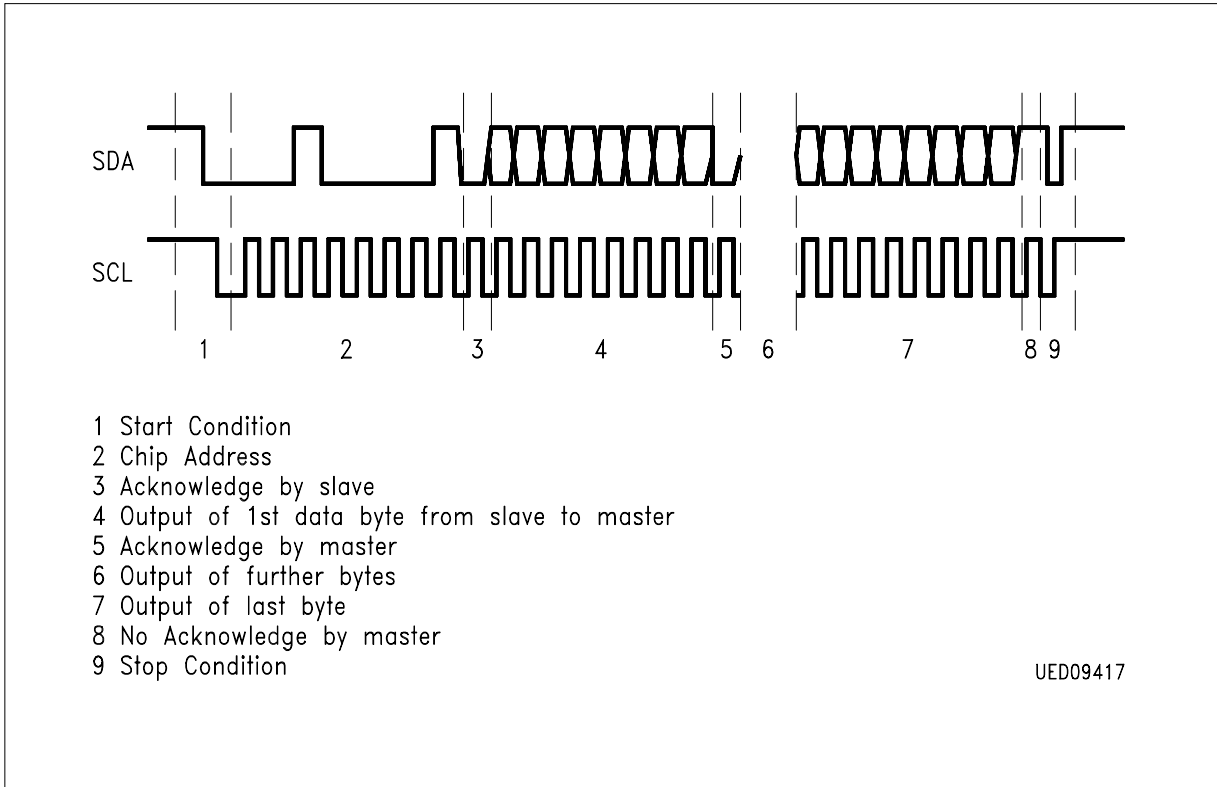 SDA
SCL
1 2 3 4 5 6 7 8 9
1 Start Condition
2 Chip Address
3 Acknowledge by slave
4 Output of 1st data byte from slave to master
5 Acknowledge by master
6 Output of further bytes
7 Output of last byte
8 No Acknowledge by master
9 Stop Condition
UED09417